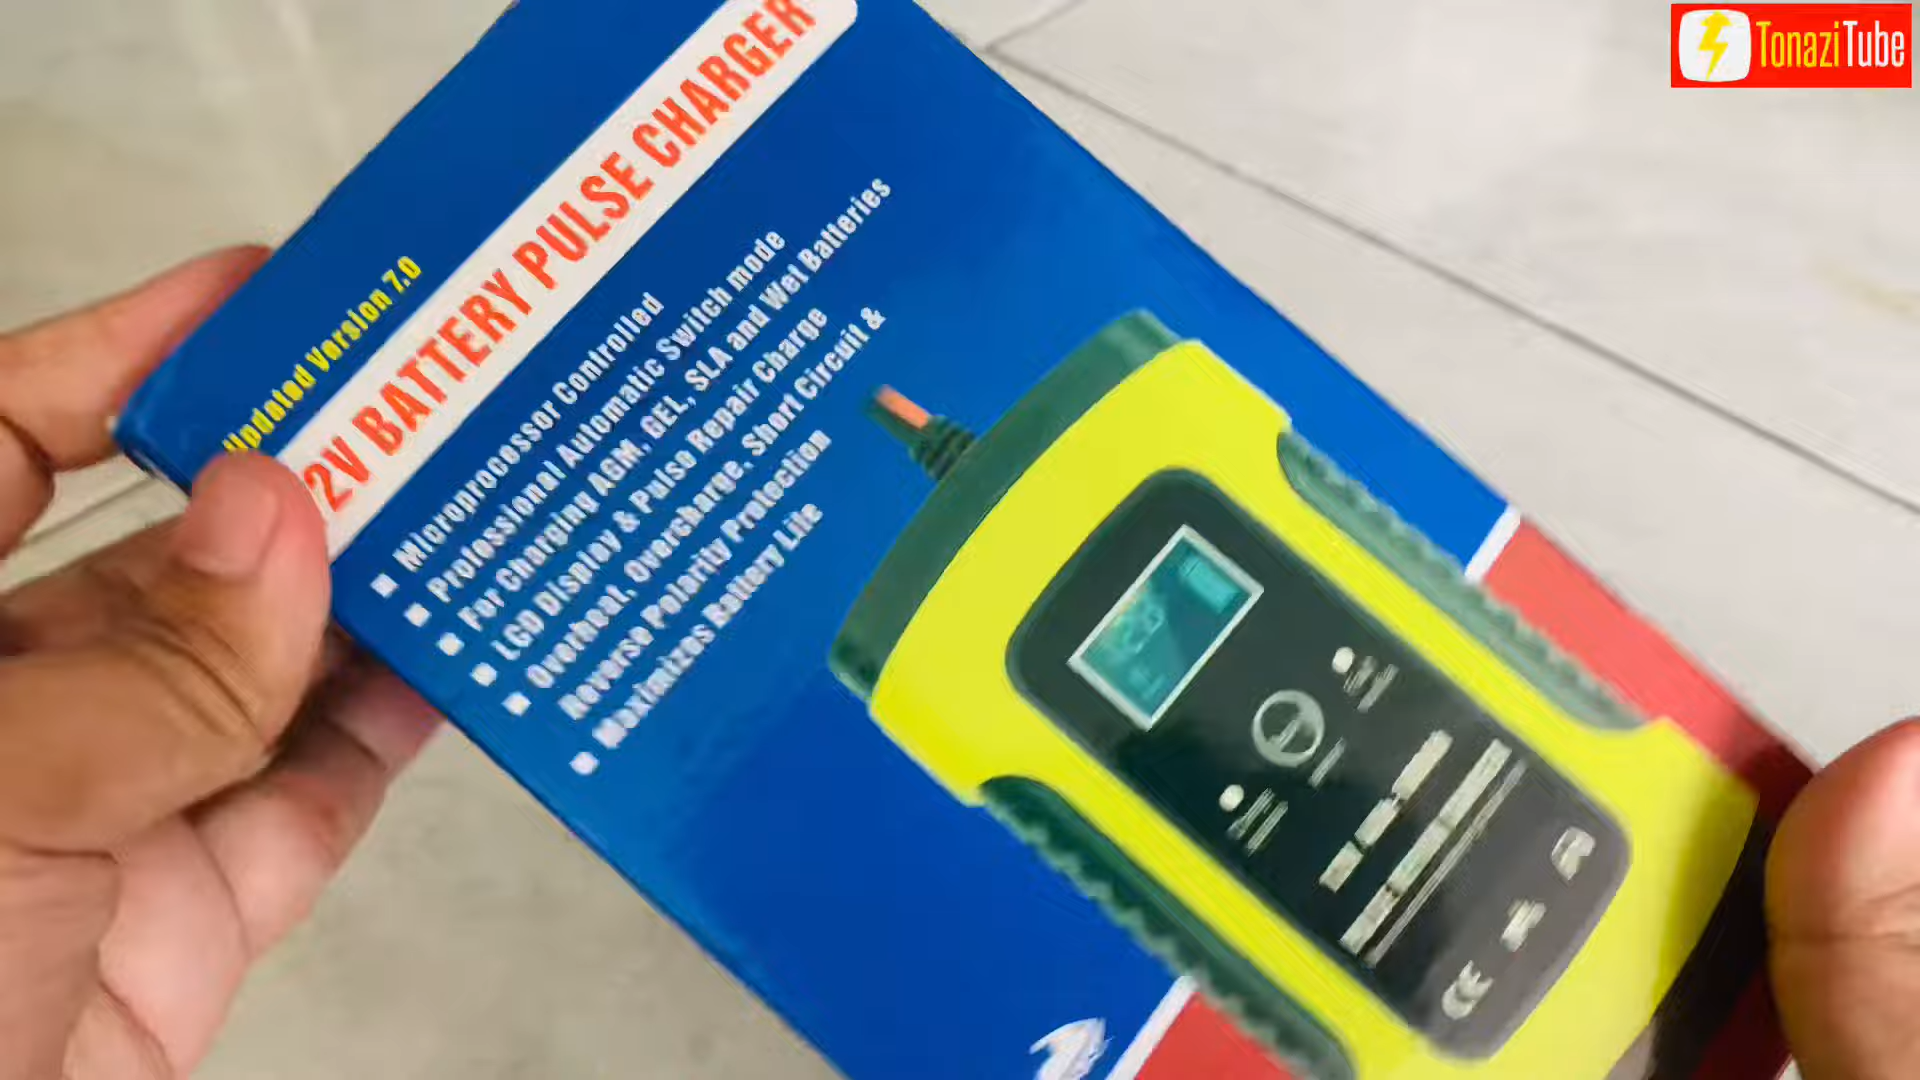 TonaziTube
Updated Version 7.0
2V BATTERY PULSE CHARGER
Microprocessor Controlled
Professional Automatic Switch mode
For Charging AGM, GEL, SLA and Wet Batteries
LCD Display & Pulse Repair Charge
Overheat, Overcharge, Short Circuit &
Reverse Polarity Protection
Maximizes Battery Life
CE